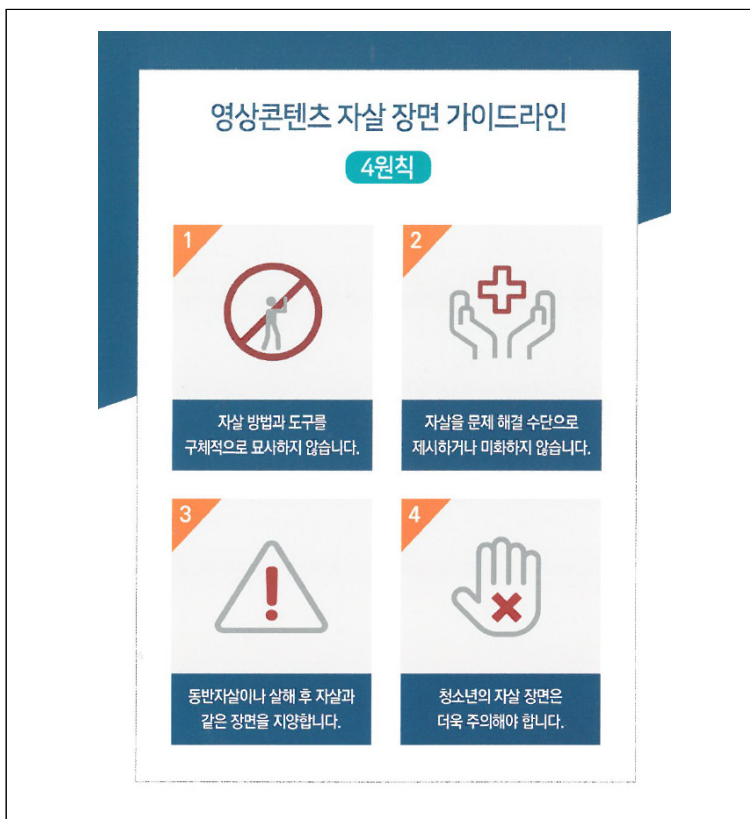 영상콘텐츠 자살 장면 가이드라인
4원칙
1
자살 방법과 도구를
구체적으로 묘사하지 않습니다.
2
자살을 문제 해결 수단으로
제시하거나 미화하지 않습니다.
3
동반자살이나 살해 후 자살과
같은 장면을 지양합니다.
4
청소년의 자살 장면은
더욱 주의해야 합니다.